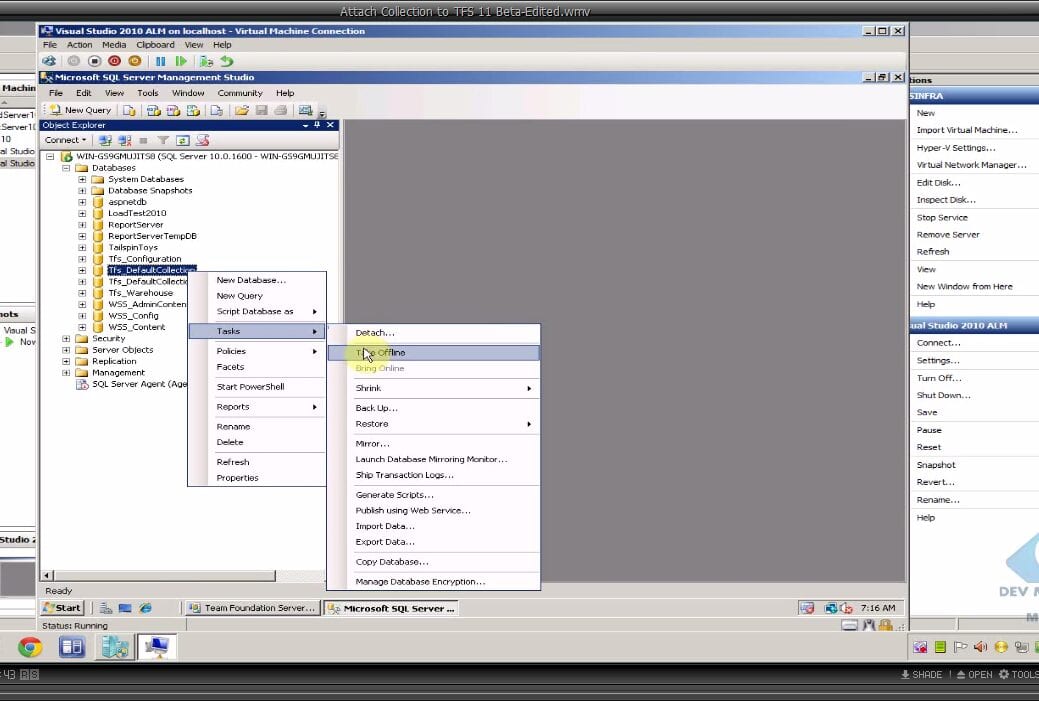 Attach Collection to TFS 11 Beta-Edited.wmv
Visual Studio 2010 ALM on localhost - Virtual Machine Connection
File Action Media Clipboard View Help
Microsoft SQL Server Management Studio
File Edit View Tools Window Community Help
New Query
Object Explorer
Connect
WIN-GS9GMUJITS8 (SQL Server 10.0.1600 - WIN-GS9GMUJITS8
Databases
System Databases
Database Snapshots
aspnetdb
LoadTest2010
ReportServer
ReportServerTempDB
TailspinToys
Tfs_Configuration
Tfs_DefaultCollection
Tfs_DefaultCollectio
Tfs_Warehouse
WSS_AdminConten
WSS_Config
WSS_Content
Security
Server Objects
Replication
Management
SQL Server Agent (Age
New Database...
New Query
Script Database as
Tasks
Policies
Facets
Start PowerShell
Reports
Rename
Delete
Refresh
Properties
Detach...
Take Offline
Bring Online
Shrink
Back Up...
Restore
Mirror...
Launch Database Mirroring Monitor...
Ship Transaction Logs...
Generate Scripts...
Publish using Web Service...
Import Data...
Export Data...
Copy Database...
Manage Database Encryption...
Ready
Start Team Foundation Server... Microsoft SQL Server ... 7:16 AM
Status: Running
Machin
dServer10
Server10
10
al Studio
al Studio
hots
Visual S
Nov
Studio 2
tions
SINFRA
New
Import Virtual Machine...
Hyper-V Settings...
Virtual Network Manager...
Edit Disk...
Inspect Disk...
Stop Service
Remove Server
Refresh
View
New Window from Here
Help
ual Studio 2010 ALM
Connect...
Settings...
Turn Off...
Shut Down...
Save
Pause
Reset
Snapshot
Revert...
Rename...
Help
DEV M
M
:43 R S
SHADE OPEN TOOLS